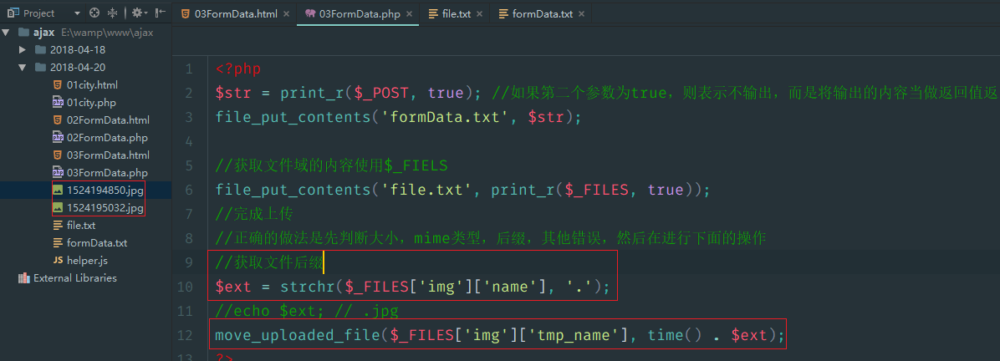 Project
03FormData.html
03FormData.php
file.txt
formData.txt
ajax E:\wamp\www\ajax
2018-04-18
2018-04-20
01city.html
01city.php
02FormData.html
02FormData.php
03FormData.html
03FormData.php
1524194850.jpg
1524195032.jpg
file.txt
formData.txt
JS helper.js
External Libraries
1 <?php
2 $str = print_r($_POST, true); //如果第二个参数为true，则表示不输出，而是将输出的内容当做返回值返
3 file_put_contents('formData.txt', $str);
4
5 //获取文件域的内容使用$_FIELS
6 file_put_contents('file.txt', print_r($_FILES, true));
7 //完成上传
8 //正确的做法是先判断大小，mime类型，后缀，其他错误，然后在进行下面的操作
9 //获取文件后缀
10 $ext = strchr($_FILES['img']['name'], '.');
11 //echo $ext; // .jpg
12 move_uploaded_file($_FILES['img']['tmp_name'], time() . $ext);
13 ?>